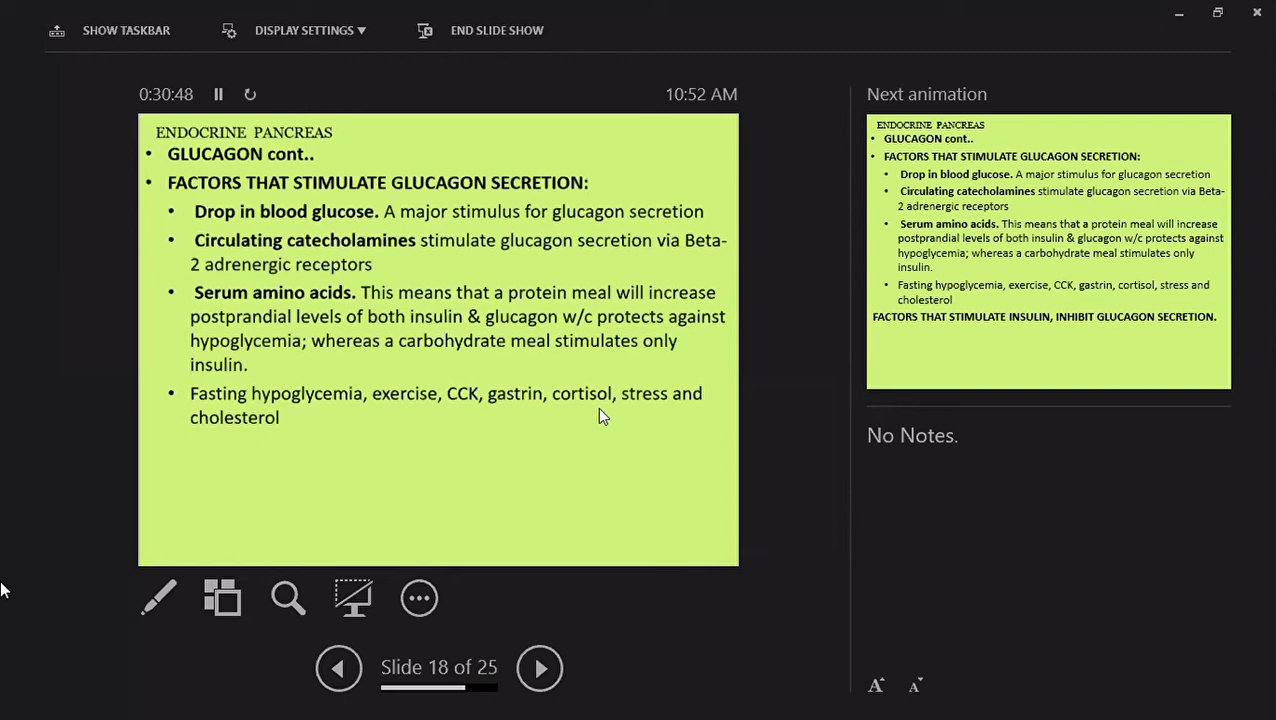 SHOW TASKBAR
DISPLAY SETTINGS ▼
END SLIDE SHOW
0:30:48
10:52 AM
ENDOCRINE PANCREAS
• GLUCAGON cont..
• FACTORS THAT STIMULATE GLUCAGON SECRETION:
• Drop in blood glucose. A major stimulus for glucagon secretion
• Circulating catecholamines stimulate glucagon secretion via Beta-
2 adrenergic receptors
• Serum amino acids. This means that a protein meal will increase
postprandial levels of both insulin & glucagon w/c protects against
hypoglycemia; whereas a carbohydrate meal stimulates only
insulin.
• Fasting hypoglycemia, exercise, CCK, gastrin, cortisol, stress and
cholesterol
Slide 18 of 25
Next animation
ENDOCRINE PANCREAS
• GLUCAGON cont..
• FACTORS THAT STIMULATE GLUCAGON SECRETION:
• Drop in blood glucose. A major stimulus for glucagon secretion
• Circulating catecholamines stimulate glucagon secretion via Beta-
2 adrenergic receptors
• Serum amino acids. This means that a protein meal will increase
postprandial levels of both insulin & glucagon w/c protects against
hypoglycemia; whereas a carbohydrate meal stimulates only
insulin.
• Fasting hypoglycemia, exercise, CCK, gastrin, cortisol, stress and
cholesterol
FACTORS THAT STIMULATE INSULIN, INHIBIT GLUCAGON SECRETION.
No Notes.
A A